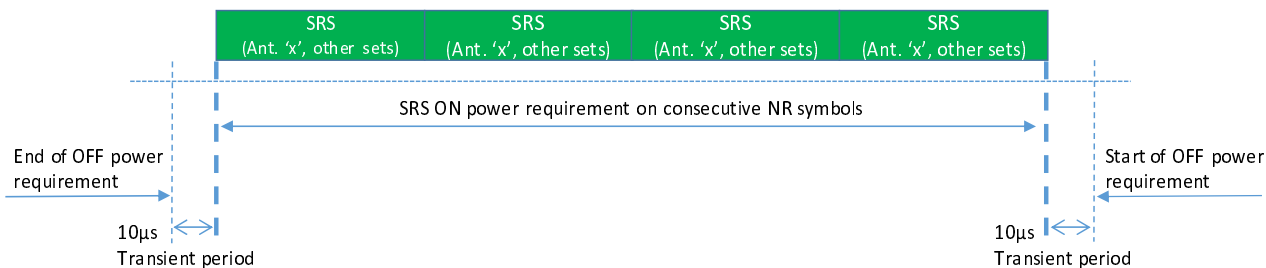 SRS
(Ant. ‘x’, other sets)
SRS
(Ant. ‘x’, other sets)
SRS
(Ant. ‘x’, other sets)
SRS
(Ant. ‘x’, other sets)
SRS ON power requirement on consecutive NR symbols
End of OFF power
requirement
Start of OFF power
requirement
10µs
Transient period
10µs
Transient period